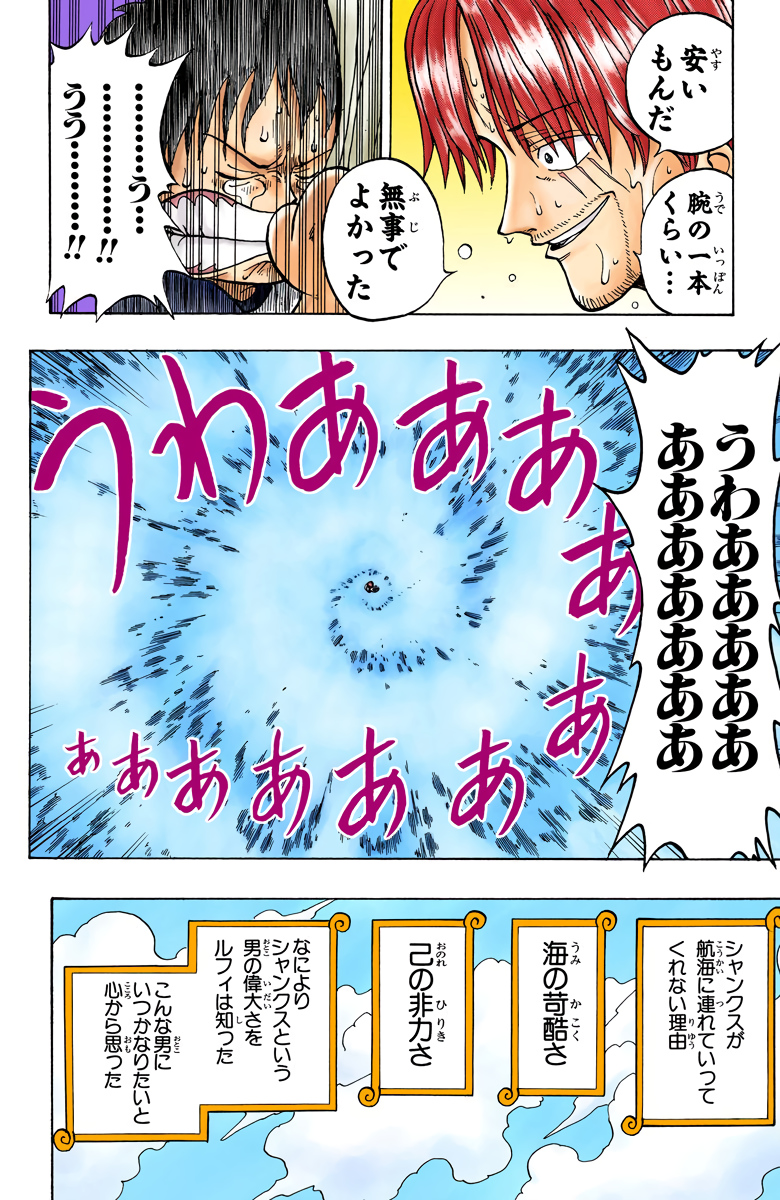 安い
もんだ
腕の一本
くらい…
無事で
よかった
………う…
…………!!
うう………!!
うわああああああ
ああああああああ
うわあああああああああああ
シャンクスが
航海に連れていって
くれない理由
海の苛酷さ
己の非力さ
なにより
シャンクスという
男の偉大さを
ルフィは知った
こんな男に
いつかなりたいと
心から思った